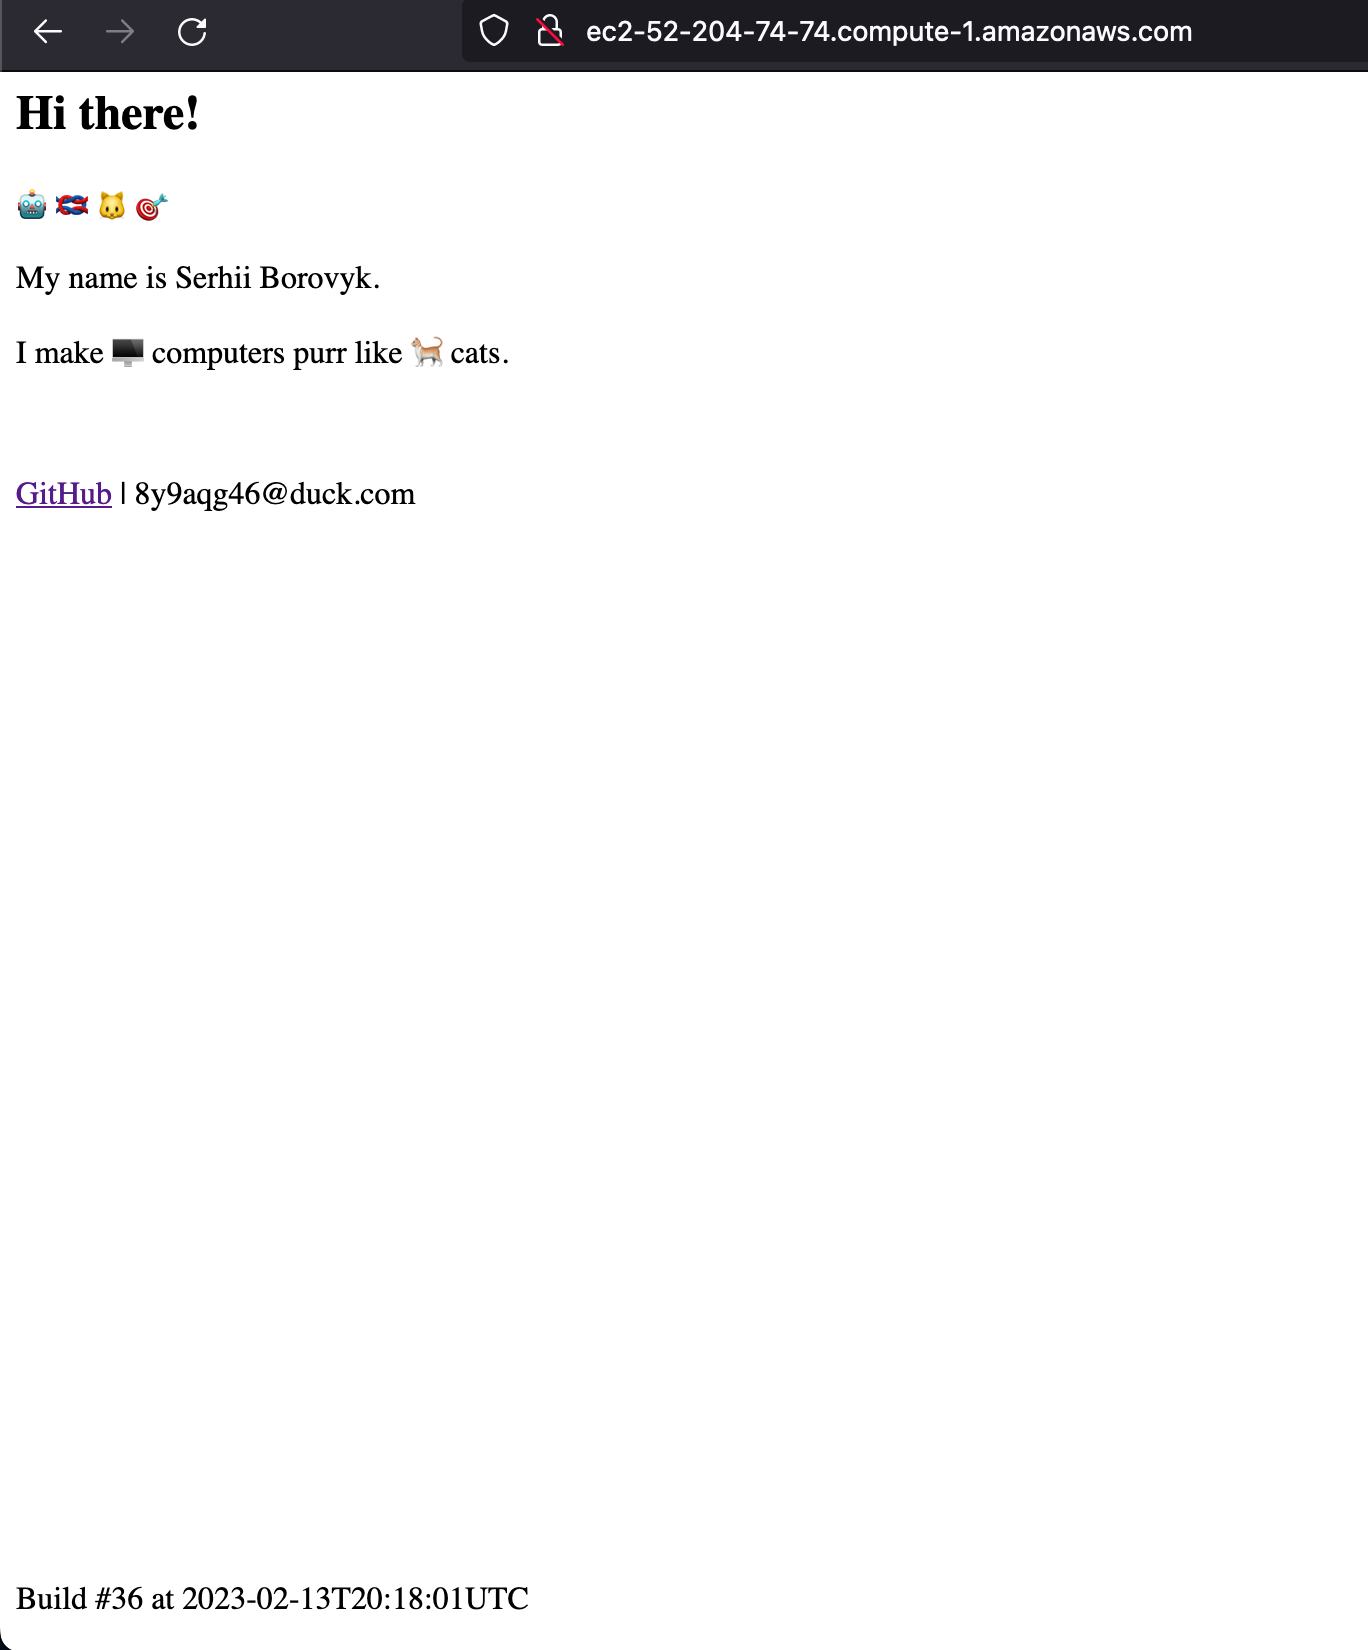 ec2-52-204-74-74.compute-1.amazonaws.com
Hi there!
🤖 🪢 🐱 🎯
My name is Serhii Borovyk.
I make 🖥️ computers purr like 🐈 cats.
GitHub | 8y9aqg46@duck.com
Build #36 at 2023-02-13T20:18:01UTC